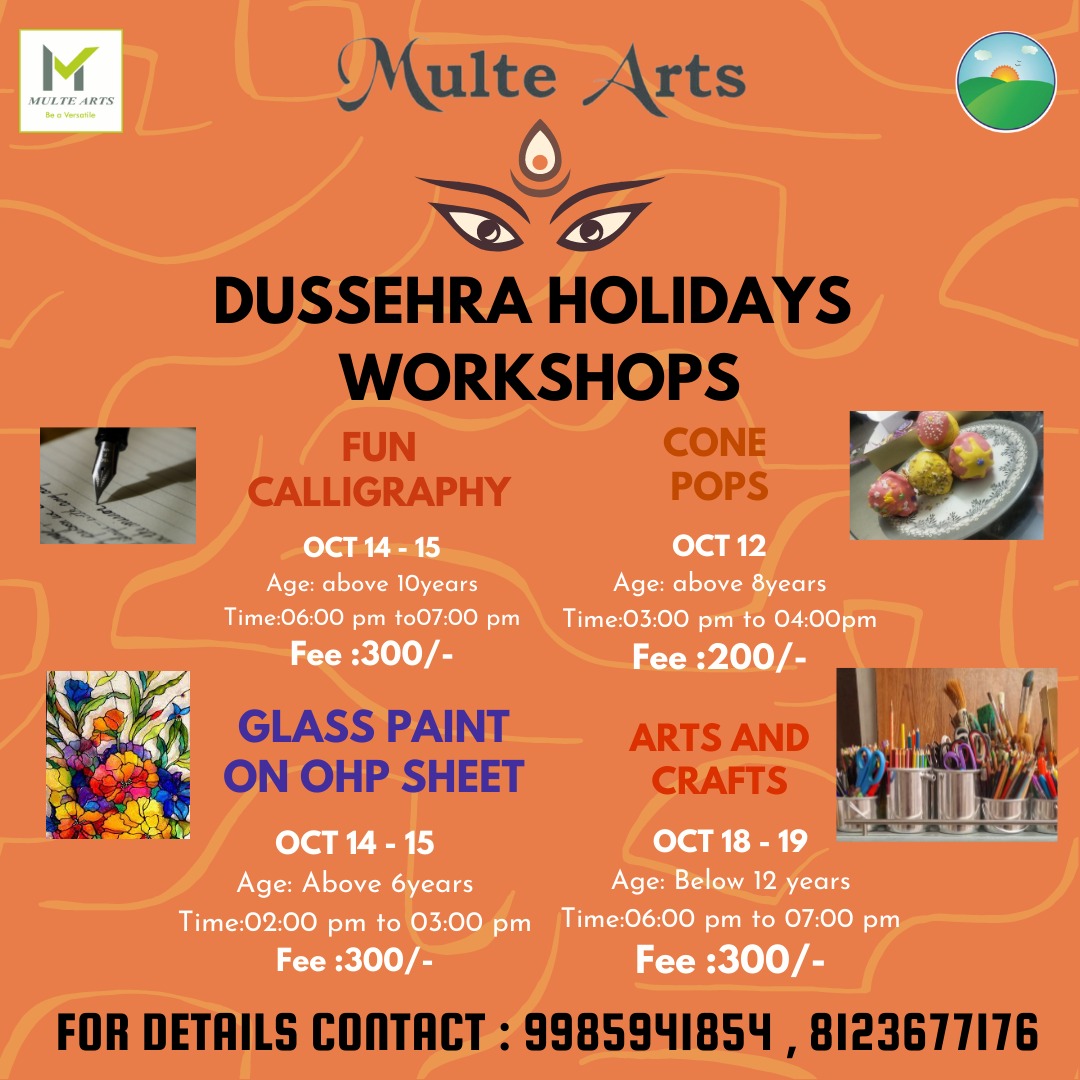 MULTE ARTS
Be a Versatile
Multe Arts
DUSSEHRA HOLIDAYS
WORKSHOPS
FUN
CALLIGRAPHY
OCT 14 - 15
Age: above 10years
Time:06:00 pm to07:00 pm
Fee :300/-
CONE
POPS
OCT 12
Age: above 8years
Time:03:00 pm to 04:00pm
Fee :200/-
GLASS PAINT
ON OHP SHEET
OCT 14 - 15
Age: Above 6years
Time:02:00 pm to 03:00 pm
Fee :300/-
ARTS AND
CRAFTS
OCT 18 - 19
Age: Below 12 years
Time:06:00 pm to 07:00 pm
Fee :300/-
FOR DETAILS CONTACT : 9985941854 , 8123677176